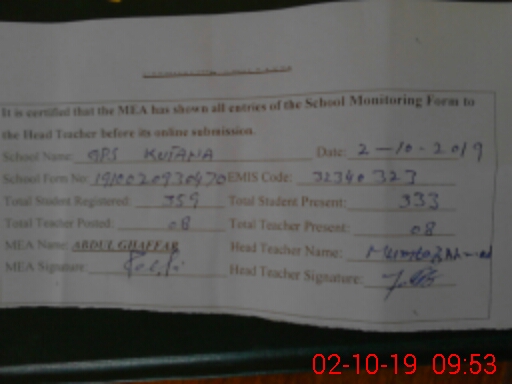 It is certified that the MEA has shown all entries of the School Monitoring Form to
the Head Teacher before its online submission.
School Name: GPS KUTANA Date: 2-10-2019
School Form No: 1910020930470 EMIS Code: 32340323
Total Student Registered: 359 Total Student Present: 333
Total Teacher Posted: 08 Total Teacher Present: 08
MEA Name: ABDUL GHAFFAR Head Teacher Name: Mumtaz
MEA Signature: Head Teacher Signature:
02-10-19 09:53